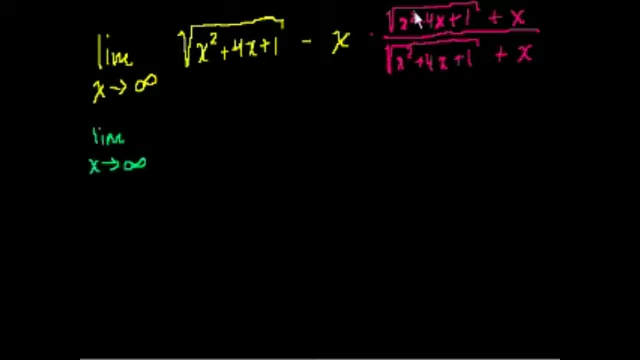 lim x→∞ √(x²+4x+1) − x · (√(x²+4x+1) + x) / (√(x²+4x+1) + x)
lim x→∞